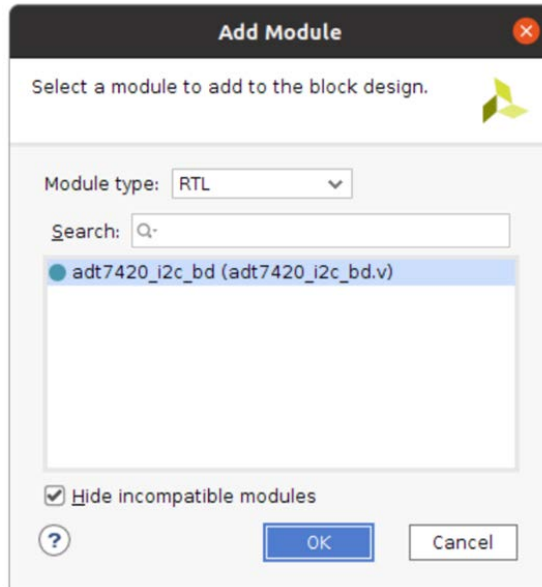 Add Module
Select a module to add to the block design.
Module type: RTL
Search:
adt7420_i2c_bd (adt7420_i2c_bd.v)
Hide incompatible modules
? OK Cancel